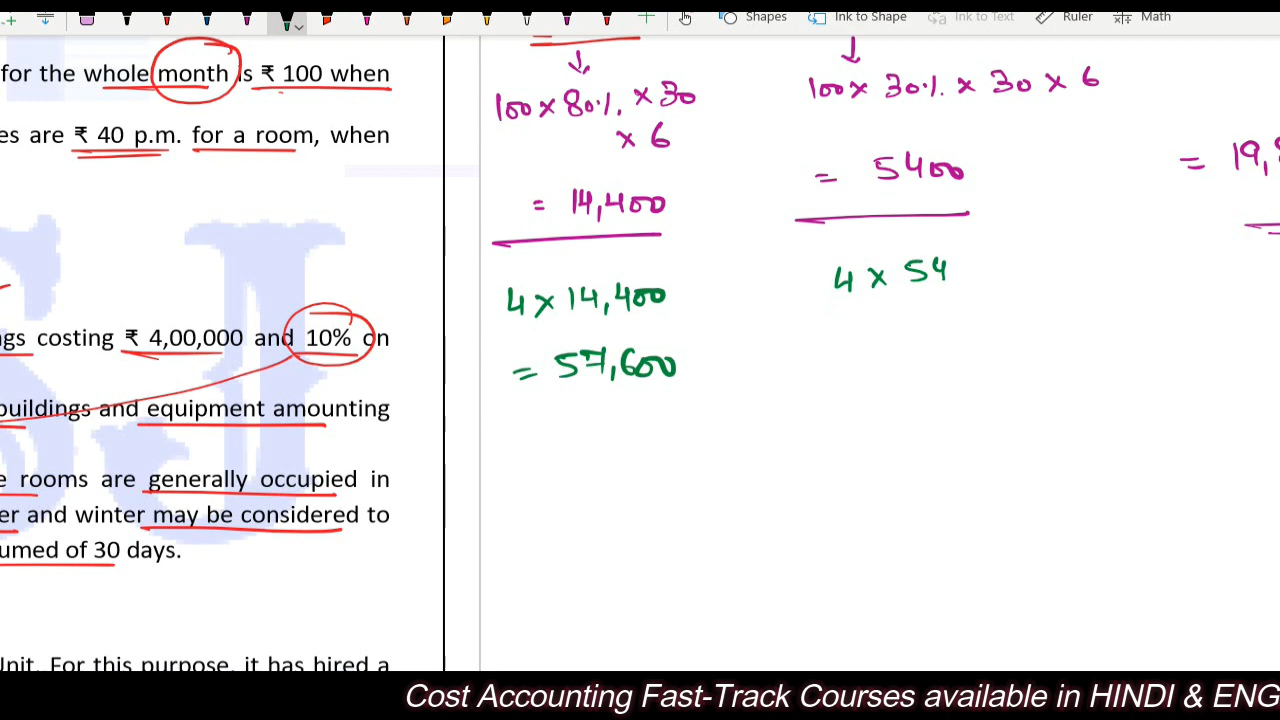 Shapes Ink to Shape Ink to Text Ruler Math
for the whole month is ₹ 100 when
es are ₹ 40 p.m. for a room, when
ngs costing ₹ 4,00,000 and 10% on
buildings and equipment amounting
e rooms are generally occupied in
er and winter may be considered to
sumed of 30 days.
Unit. For this purpose, it has hired a
100 × 80% × 30
× 6
= 14,400
4 × 14,400
= 57,600
100 × 30% × 30 × 6
= 5400
4 × 54
= 19,8
Cost Accounting Fast-Track Courses available in HINDI & ENG